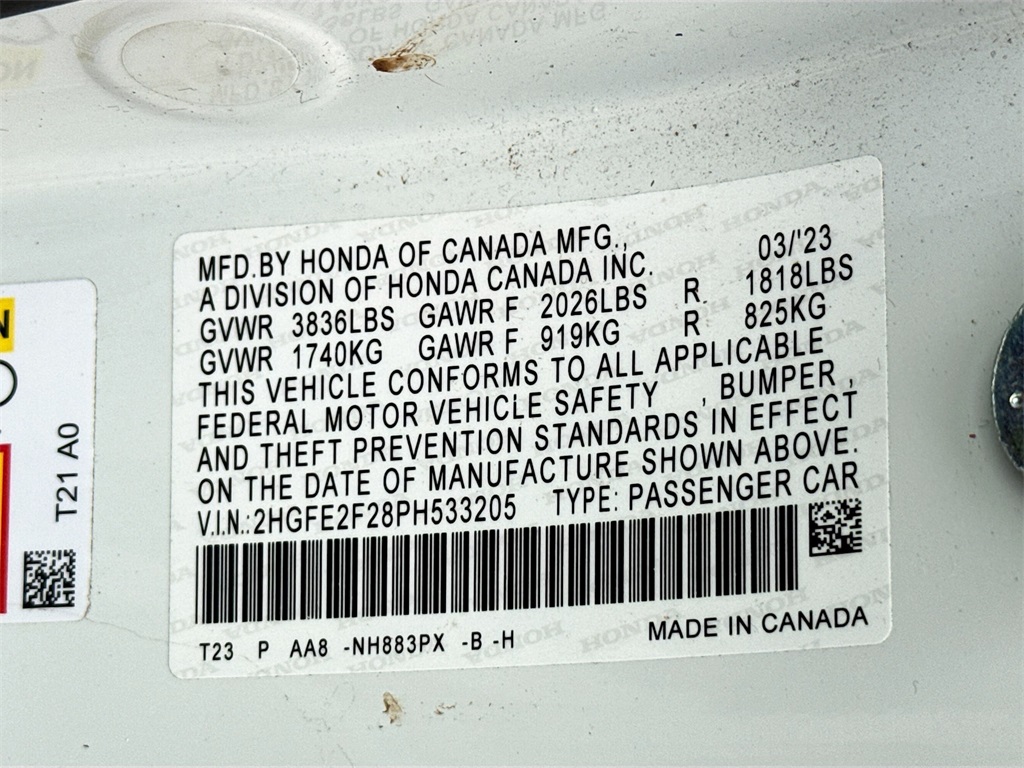 MFD.BY HONDA OF CANADA MFG., 03/'23
A DIVISION OF HONDA CANADA INC.
GVWR 3836LBS GAWR F 2026LBS R 1818LBS
GVWR 1740KG GAWR F 919KG R 825KG
THIS VEHICLE CONFORMS TO ALL APPLICABLE
FEDERAL MOTOR VEHICLE SAFETY , BUMPER ,
AND THEFT PREVENTION STANDARDS IN EFFECT
ON THE DATE OF MANUFACTURE SHOWN ABOVE.
V.I.N.:2HGFE2F28PH533205 TYPE: PASSENGER CAR
T23 P AA8 -NH883PX -B -H MADE IN CANADA
T21 A0